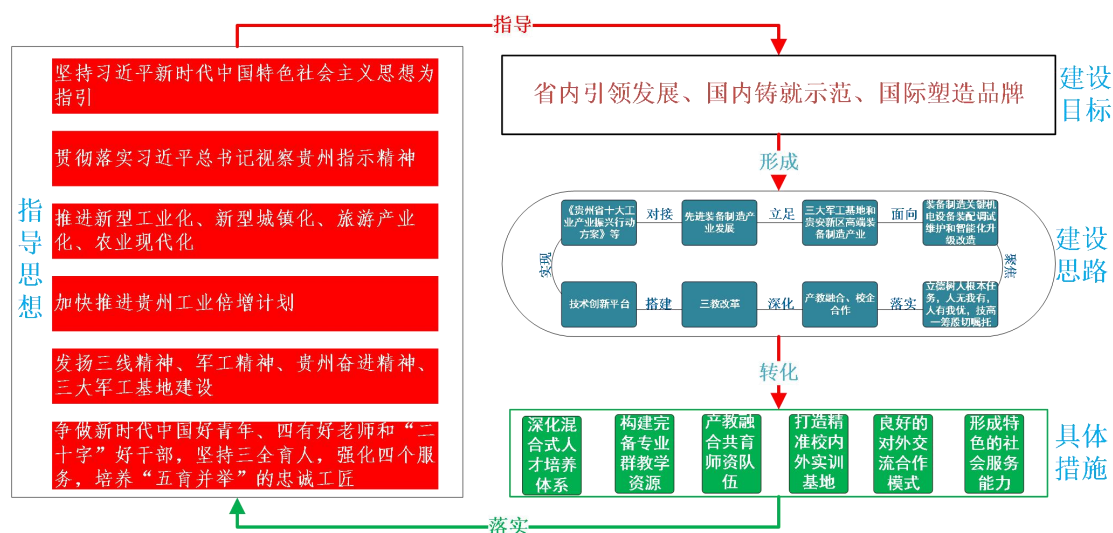 指导
坚持习近平新时代中国特色社会主义思想为
指引
贯彻落实习近平总书记视察贵州指示精神
推进新型工业化、新型城镇化、旅游产业
化、农业现代化
加快推进贵州工业倍增计划
发扬三线精神、军工精神、贵州奋进精神、
三大军工基地建设
争做新时代中国好青年、四有好老师和“二
十字”好干部，坚持三全育人，强化四个服
务，培养“五育并举”的忠诚工匠
指导思想
省内引领发展、国内铸就示范、国际塑造品牌
建设
目标
形成
《贵州省十大工
业产业振兴行动
方案》等
对接
先进装备制造产
业发展
立足
三大军工基地和
贵安新区高端装
备制造产业
面向
装备制造关键机
电设备装配调试
维护和智能化升
级改造
实现
聚焦
技术创新平台
搭建
三教改革
深化
产教融合、校企
合作
落实
立德树人根本任
务，人无我有，
人有我优，技高
一筹殷切嘱托
建设
思路
转化
深化混
合式人
才培养
体系
构建完
备专业
群教学
资源
产教融
合共育
师资队
伍
打造精
准校内
外实训
基地
良好的
对外交
流合作
模式
形成特
色的社
会服务
能力
具体
措施
落实